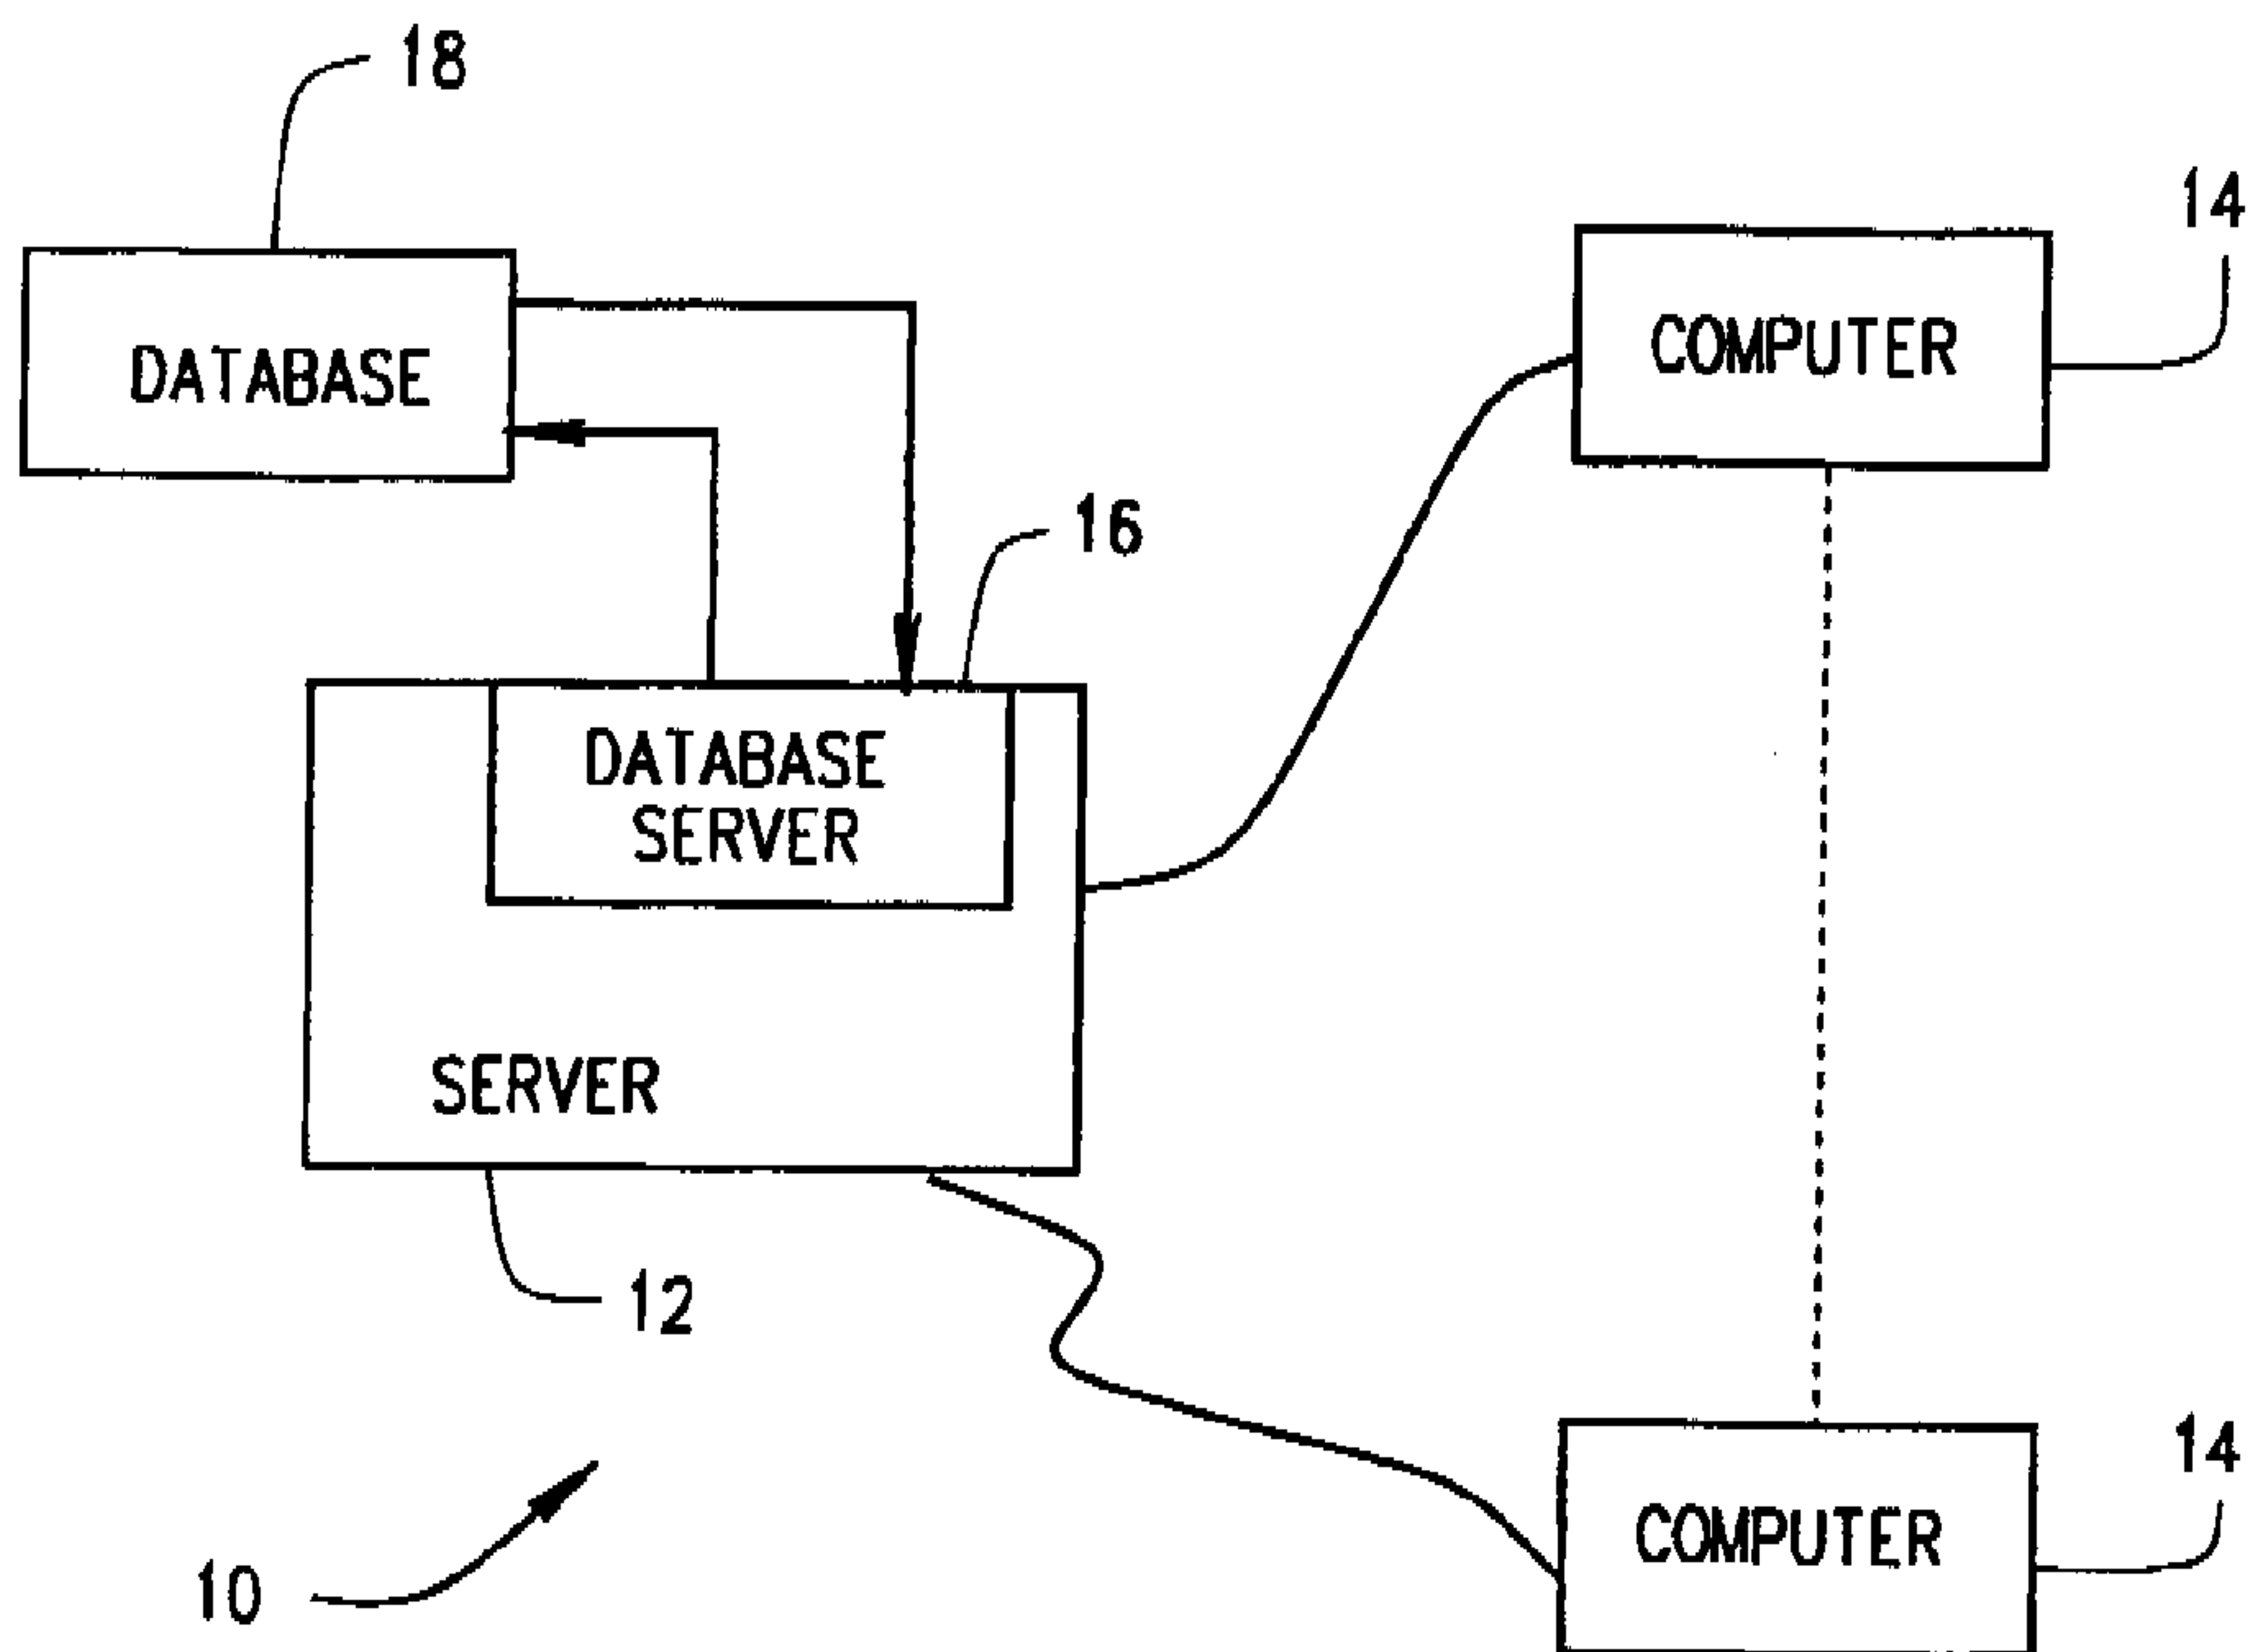 18
14
DATABASE
COMPUTER
16
DATABASE
SERVER
SERVER
12
14
COMPUTER
10